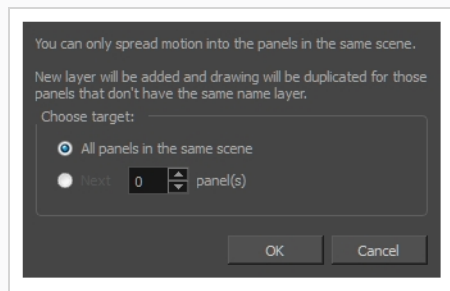 You can only spread motion into the panels in the same scene.
New layer will be added and drawing will be duplicated for those
panels that don't have the same name layer.
Choose target:
All panels in the same scene
Next 0 panel(s)
OK Cancel